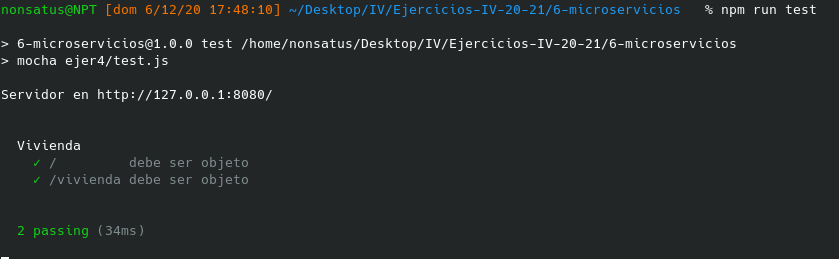 nonsatus@NPT [dom 6/12/20 17:48:10] ~/Desktop/IV/Ejercicios-IV-20-21/6-microservicios % npm run test
> 6-microservicios@1.0.0 test /home/nonsatus/Desktop/IV/Ejercicios-IV-20-21/6-microservicios
> mocha ejer4/test.js
Servidor en http://127.0.0.1:8080/
Vivienda
✓ / debe ser objeto
✓ /vivienda debe ser objeto
2 passing (34ms)